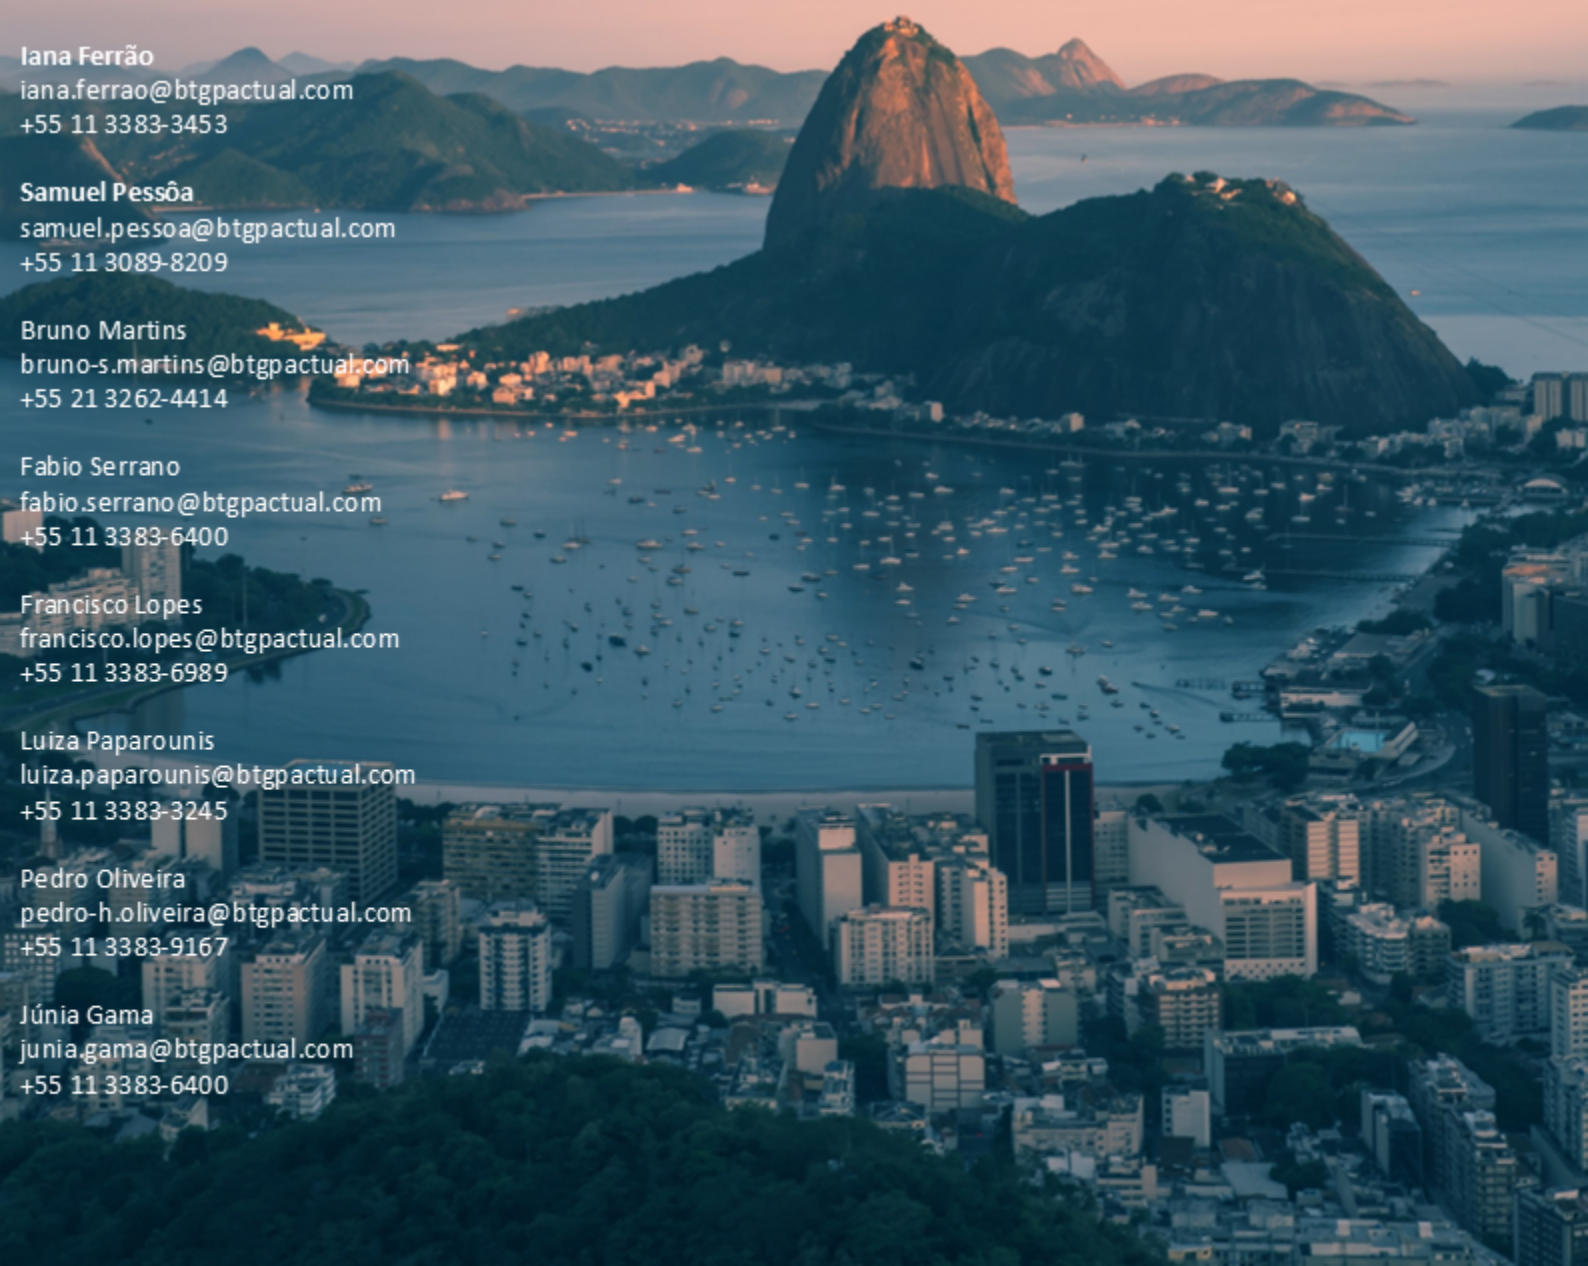 Iana Ferrão
iana.ferrao@btgpactual.com
+55 11 3383-3453
Samuel Pessôa
samuel.pessoa@btgpactual.com
+55 11 3089-8209
Bruno Martins
bruno-s.martins@btgpactual.com
+55 21 3262-4414
Fabio Serrano
fabio.serrano@btgpactual.com
+55 11 3383-6400
Francisco Lopes
francisco.lopes@btgpactual.com
+55 11 3383-6989
Luiza Paparounis
luiza.paparounis@btgpactual.com
+55 11 3383-3245
Pedro Oliveira
pedro-h.oliveira@btgpactual.com
+55 11 3383-9167
Júnia Gama
junia.gama@btgpactual.com
+55 11 3383-6400